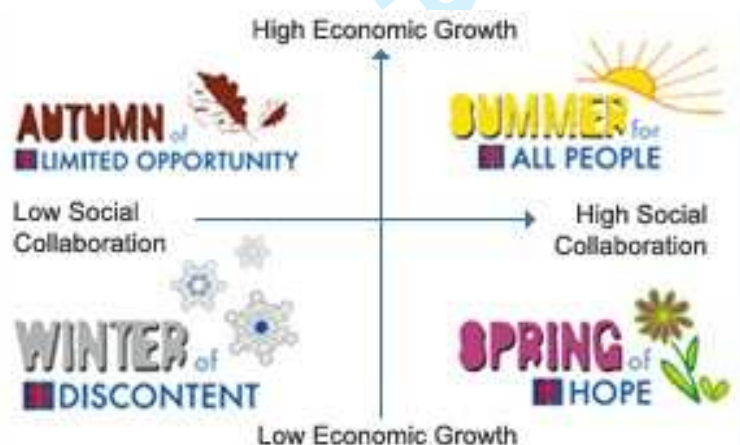 High Economic Growth
AUTUMN of
LIMITED OPPORTUNITY
SUMMER for
ALL PEOPLE
Low Social
Collaboration
High Social
Collaboration
WINTER of
DISCONTENT
SPRING of
HOPE
Low Economic Growth